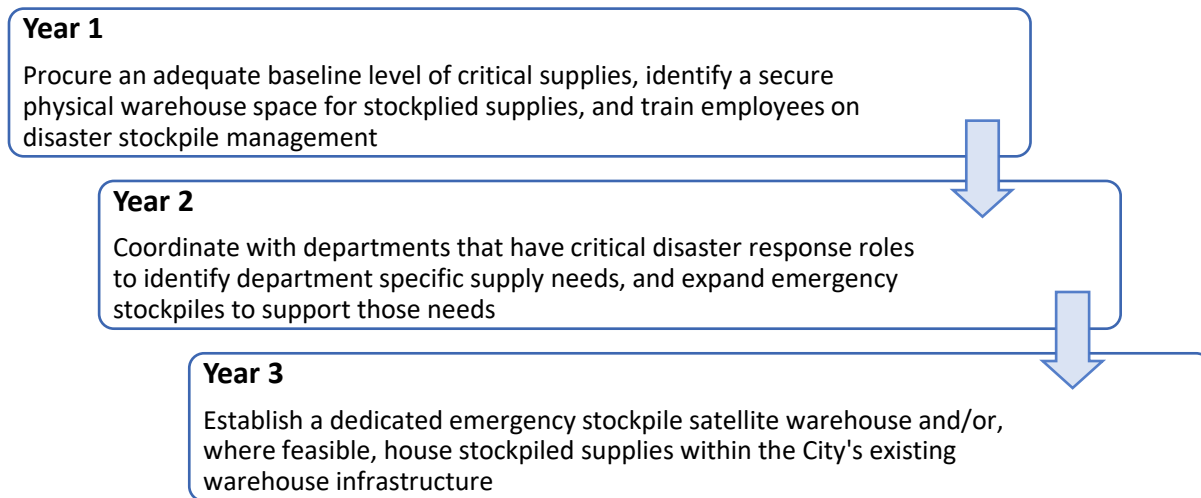 Year 1
Procure an adequate baseline level of critical supplies, identify a secure
physical warehouse space for stockplied supplies, and train employees on
disaster stockpile management
Year 2
Coordinate with departments that have critical disaster response roles
to identify department specific supply needs, and expand emergency
stockpiles to support those needs
Year 3
Establish a dedicated emergency stockpile satellite warehouse and/or,
where feasible, house stockpiled supplies within the City's existing
warehouse infrastructure